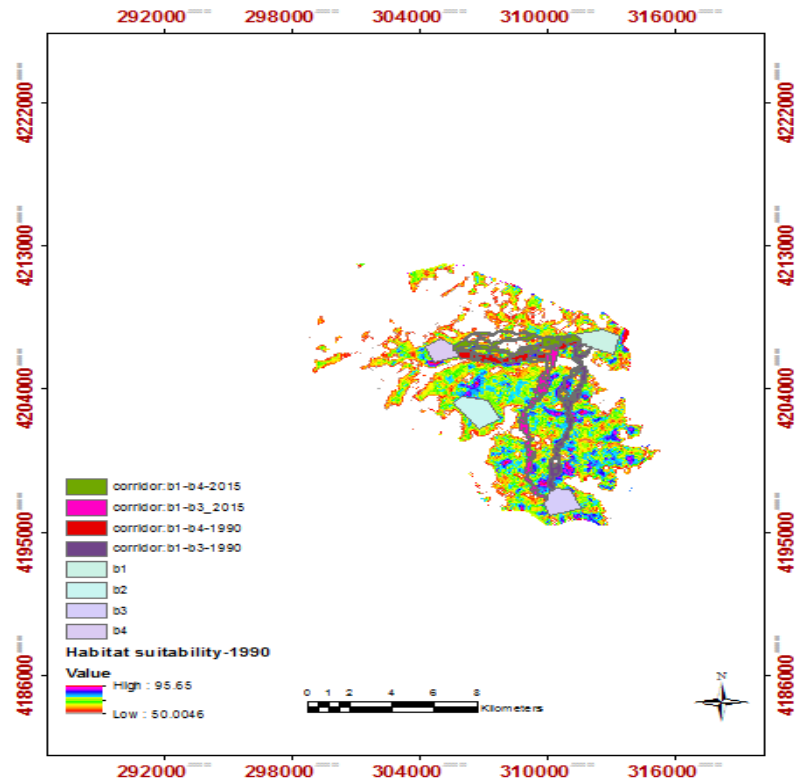 292000 298000 304000 310000 316000
4222000 4222000
4213000 4213000
4204000 4204000
4195000 4195000
4186000 4186000
corridor:b1-b4-2015
corridor:b1-b3_2015
corridor:b1-b4-1990
corridor:b1-b3-1990
b1
b2
b3
b4
Habitat suitability-1990
Value
High : 95.65
Low : 50.0046
0 1 2 4 6 8
Kilometers
N
292000 298000 304000 310000 316000